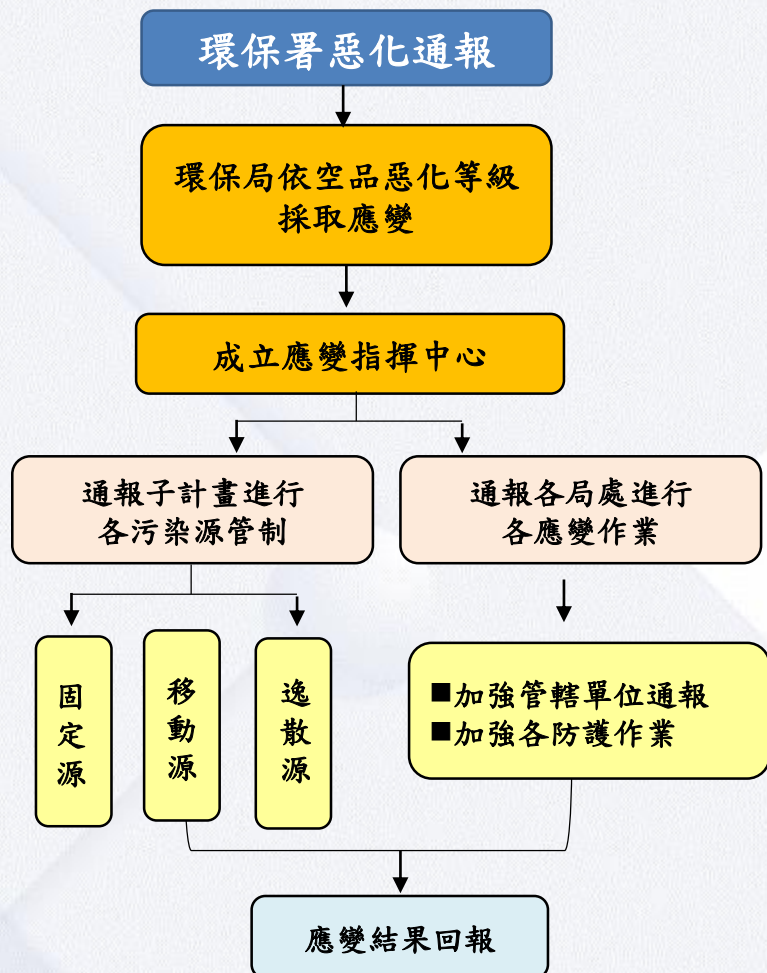 環保署惡化通報
環保局依空品惡化等級
採取應變
成立應變指揮中心
通報子計畫進行
各污染源管制
通報各局處進行
各應變作業
固定源
移動源
逸散源
■加強管轄單位通報
■加強各防護作業
應變結果回報